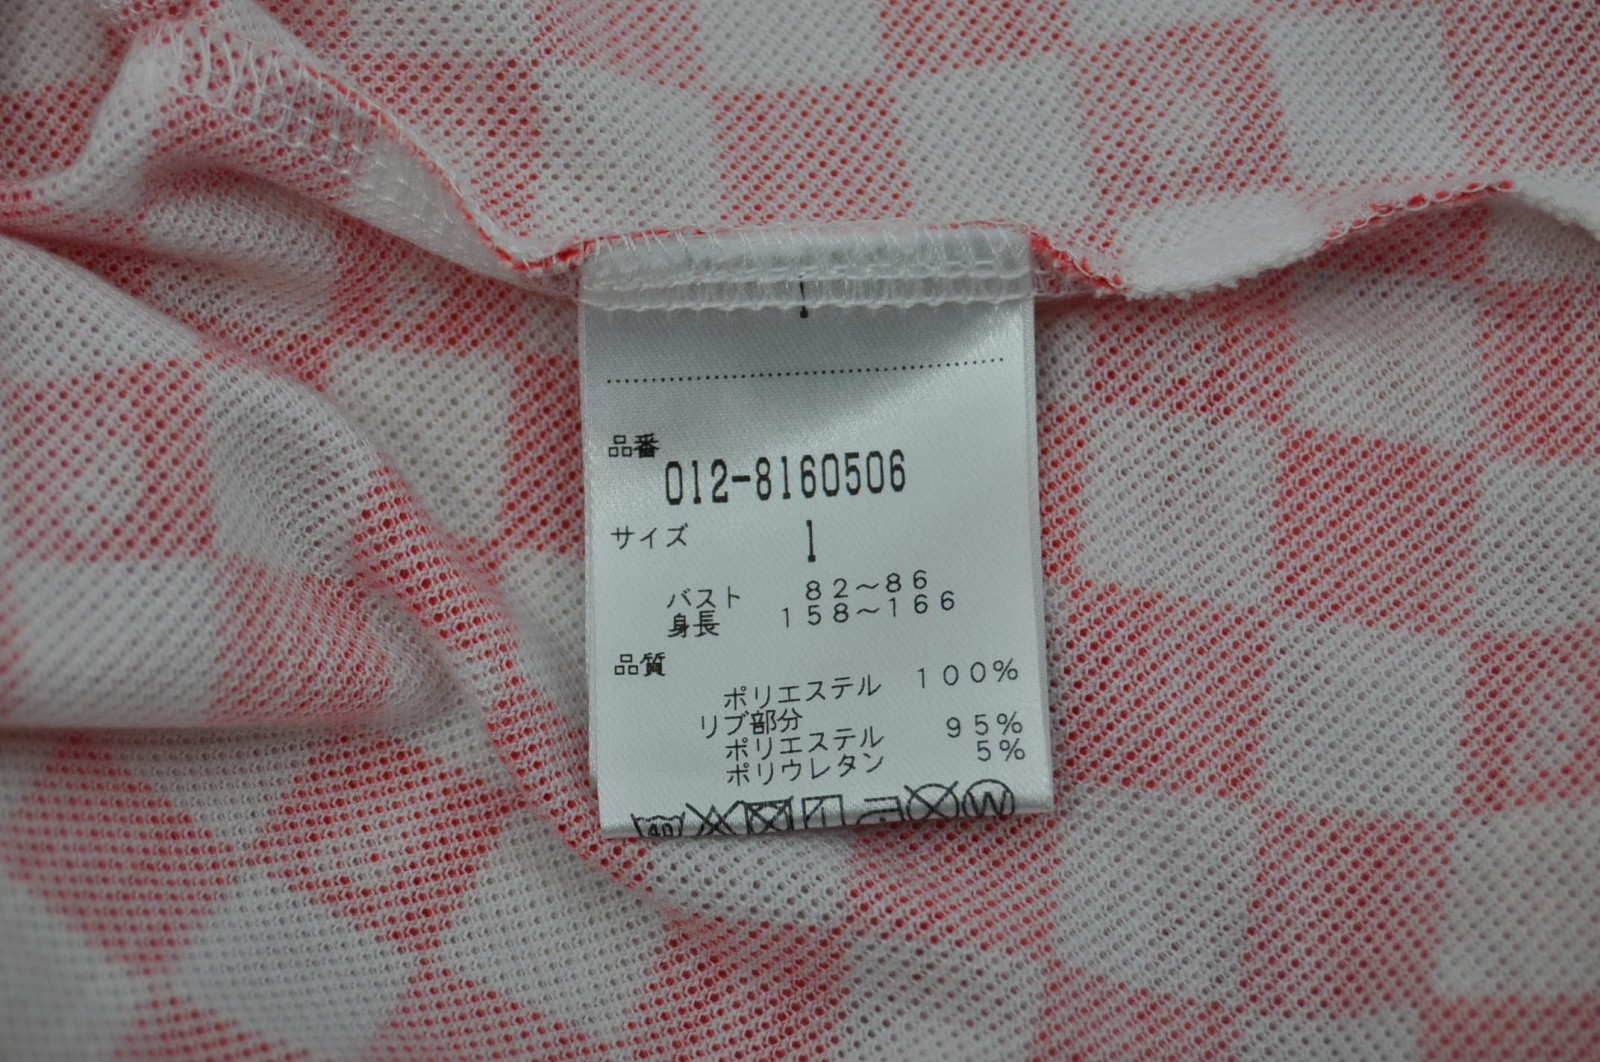 品番
012-8160506
サイズ 1
バスト 82～86
身長 158～166
品質
ポリエステル 100%
リブ部分
ポリエステル 95%
ポリウレタン 5%
40 W